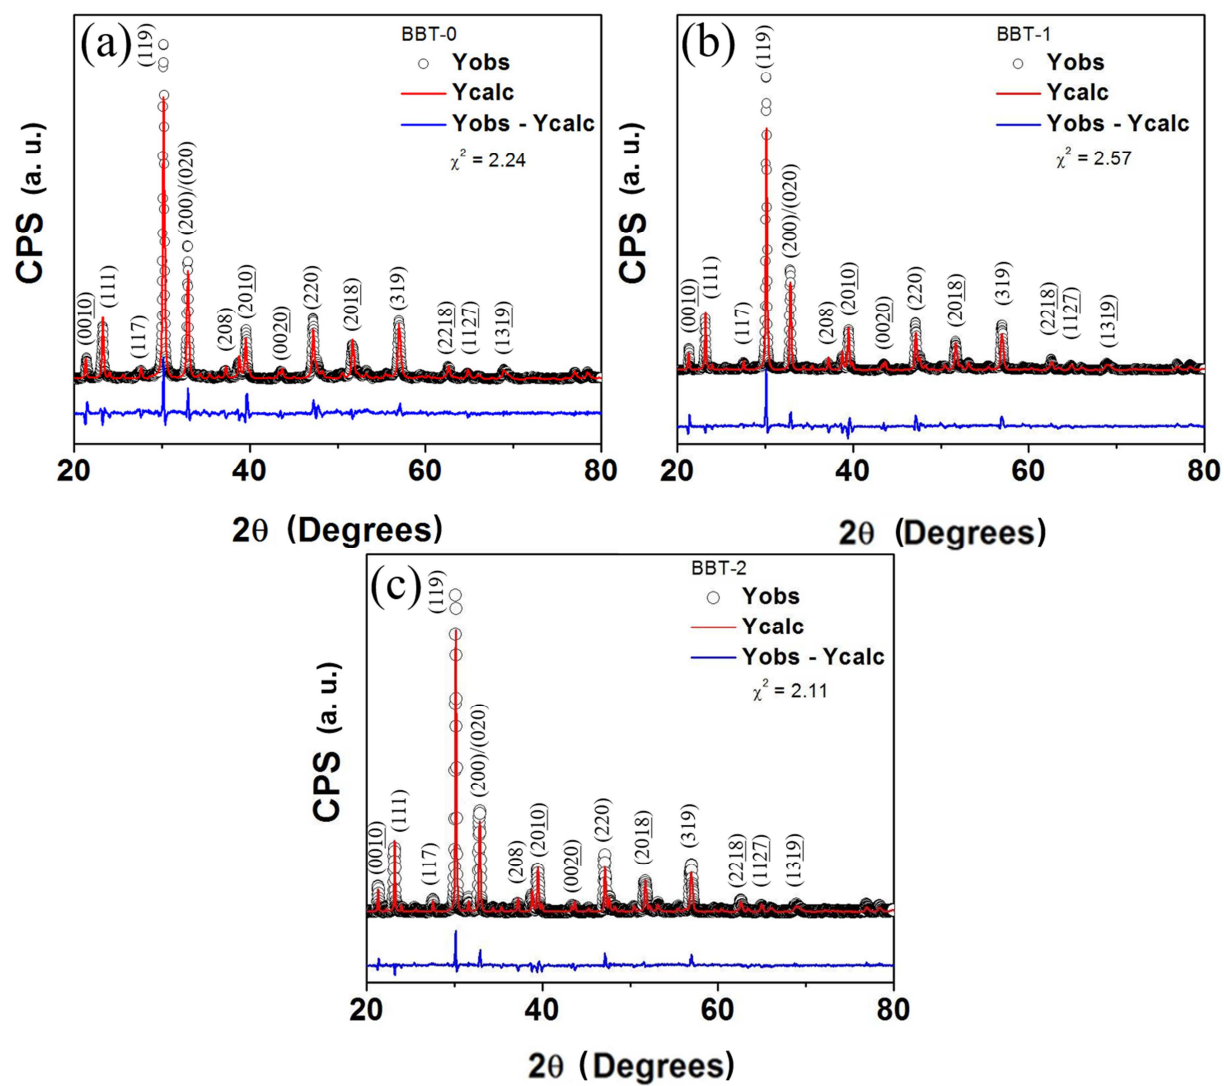 (a)
BBT-0
Yobs
Ycalc
Yobs - Ycalc
χ² = 2.24
CPS (a. u.)
(0010)
(111)
(117)
(119)
(200)/(020)
(208)
(2010)
(0020)
(220)
(2018)
(319)
(2218)
(1127)
(1319)
20 40 60 80
2θ (Degrees)
(b)
BBT-1
Yobs
Ycalc
Yobs - Ycalc
χ² = 2.57
CPS (a. u.)
(0010)
(111)
(117)
(119)
(200)/(020)
(208)
(2010)
(0020)
(220)
(2018)
(319)
(2218)
(1127)
(1319)
20 40 60 80
2θ (Degrees)
(c)
BBT-2
Yobs
Ycalc
Yobs - Ycalc
χ² = 2.11
CPS (a. u.)
(0010)
(111)
(117)
(119)
(200)/(020)
(208)
(2010)
(0020)
(220)
(2018)
(319)
(2218)
(1127)
(1319)
20 40 60 80
2θ (Degrees)